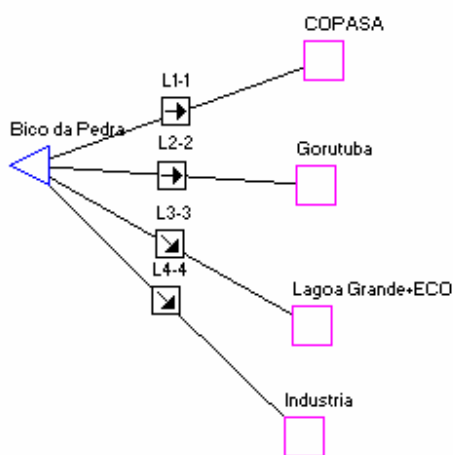 COPASA
L1-1
Bico da Pedra
L2-2
Gorutuba
L3-3
L4-4
Lagoa Grande+ECO
Industria